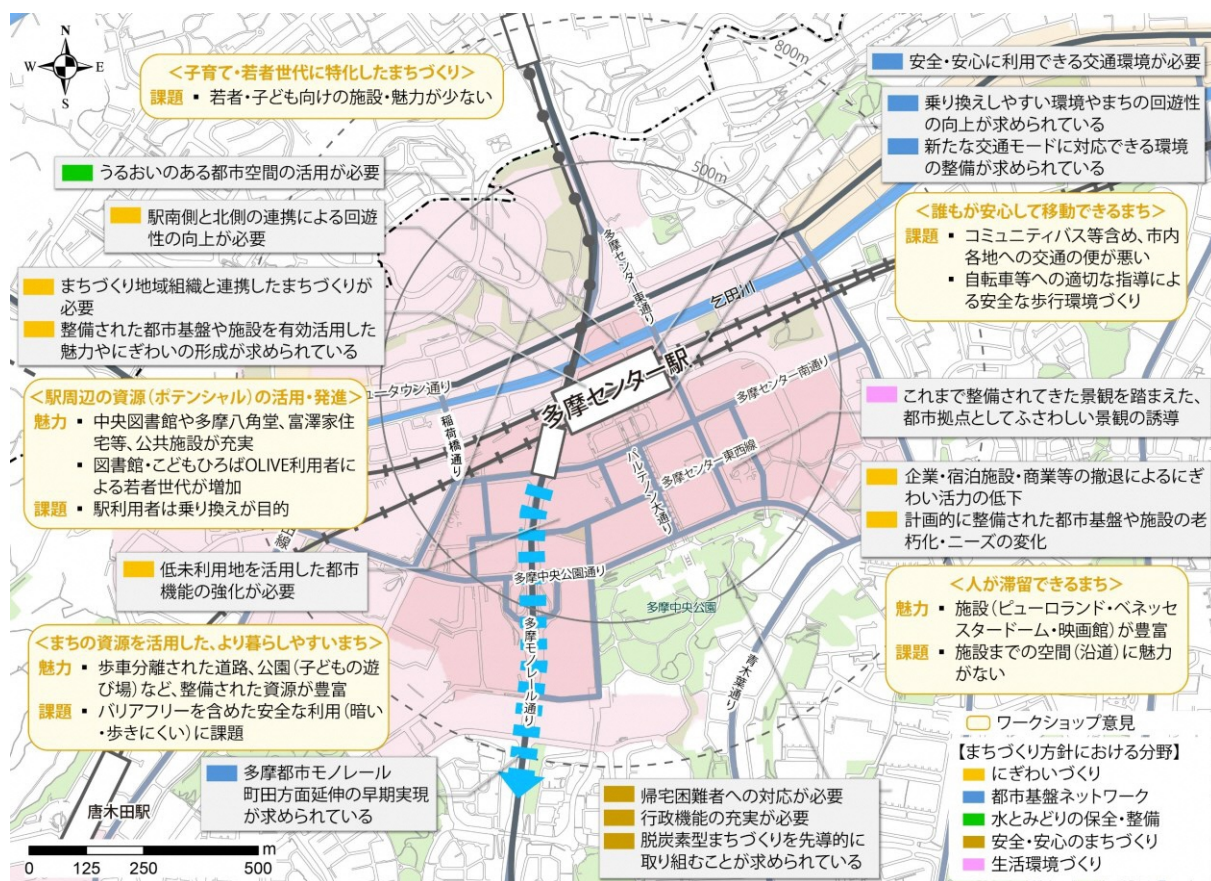 N
W
E
S
800m
500m
<子育て・若者世代に特化したまちづくり>
課題 ▪ 若者・子ども向けの施設・魅力が少ない
安全・安心に利用できる交通環境が必要
乗り換えしやすい環境やまちの回遊性
の向上が求められている
新たな交通モードに対応できる環境
の整備が求められている
うるおいのある都市空間の活用が必要
駅南側と北側の連携による回遊
性の向上が必要
<誰もが安心して移動できるまち>
課題 ▪ コミュニティバス等含め、市内
各地への交通の便が悪い
▪ 自転車等への適切な指導によ
る安全な歩行環境づくり
まちづくり地域組織と連携したまちづくりが
必要
整備された都市基盤や施設を有効活用した
魅力やにぎわいの形成が求められている
多摩センター東通り
乞田川
多摩センター駅
ニュータウン通り
稲荷橋通り
多摩センター南通り
多摩センター東西線
パルテノン大通り
<駅周辺の資源(ポテンシャル)の活用・発進>
魅力 ▪ 中央図書館や多摩八角堂、富澤家住
宅等、公共施設が充実
▪ 図書館・こどもひろばOLIVE利用者に
よる若者世代が増加
課題 ▪ 駅利用者は乗り換えが目的
これまで整備されてきた景観を踏まえた、
都市拠点としてふさわしい景観の誘導
企業・宿泊施設・商業等の撤退によるにぎ
わい活力の低下
計画的に整備された都市基盤や施設の老
朽化・ニーズの変化
田線
低未利用地を活用した都市
機能の強化が必要
多摩中央公園通り
多摩中央公園
多摩モノレール通り
青木葉通り
<人が滞留できるまち>
魅力 ▪ 施設(ピューロランド・ベネッセ
スタードーム・映画館)が豊富
課題 ▪ 施設までの空間(沿道)に魅力
がない
<まちの資源を活用した、より暮らしやすいまち>
魅力 ▪ 歩車分離された道路、公園(子どもの遊
び場)など、整備された資源が豊富
課題 ▪ バリアフリーを含めた安全な利用(暗い
・歩きにくい)に課題
多摩都市モノレール
町田方面延伸の早期実現
が求められている
帰宅困難者への対応が必要
行政機能の充実が必要
脱炭素型まちづくりを先導的に
取り組むことが求められている
唐木田駅
0 125 250 500 m
ワークショップ意見
【まちづくり方針における分野】
にぎわいづくり
都市基盤ネットワーク
水とみどりの保全・整備
安全・安心のまちづくり
生活環境づくり